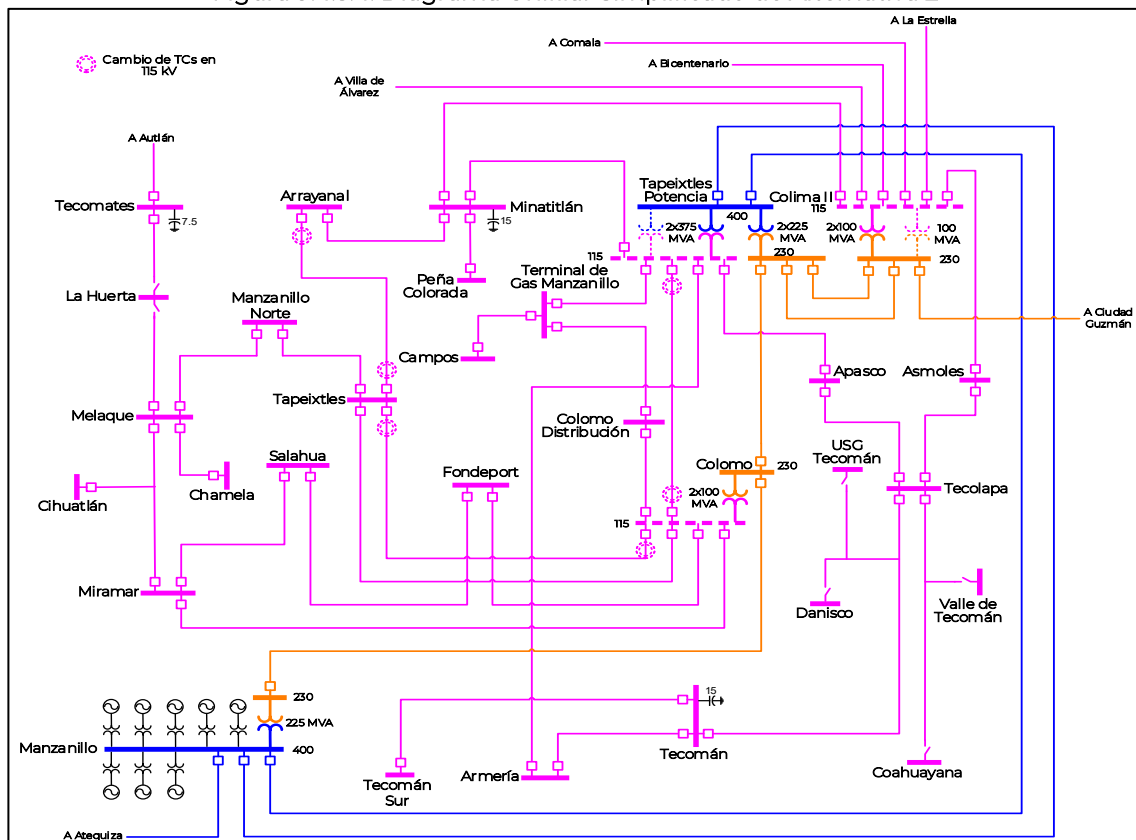 A La Estrella
A Comala
Cambio de TCs en
115 kV
A Bicentenario
A Villa de
Álvarez
A Autlán
Tecomates
7.5
Arrayanal
Minatitlán
15
Tapeixtles
Potencia
400
Colima II
115
2x375
MVA
2x225
MVA
2x100
MVA
100
MVA
115
230
230
Peña
Colorada
Terminal de
Gas Manzanillo
La Huerta
Manzanillo
Norte
A Ciudad
Guzmán
Campos
Apasco
Asmoles
Melaque
Tapeixtles
Colomo
Distribución
USG
Tecomán
Salahua
Fondeport
Colomo
230
Cihuatlán
Chamela
2x100
MVA
Tecolapa
115
Miramar
Danisco
Valle de
Tecomán
230
15
225 MVA
Manzanillo
400
Tecomán
Armería
Tecomán
Sur
Coahuayana
A Atequiza